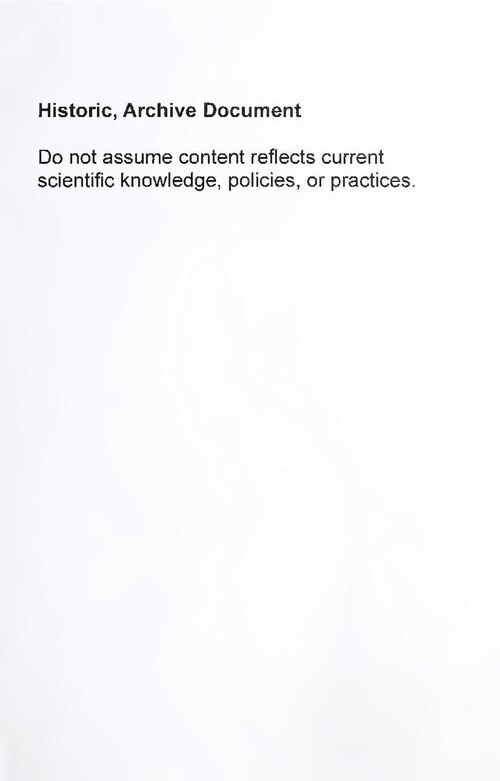 Historic, Archive Document
Do not assume content reflects current
scientific knowledge, policies, or practices.